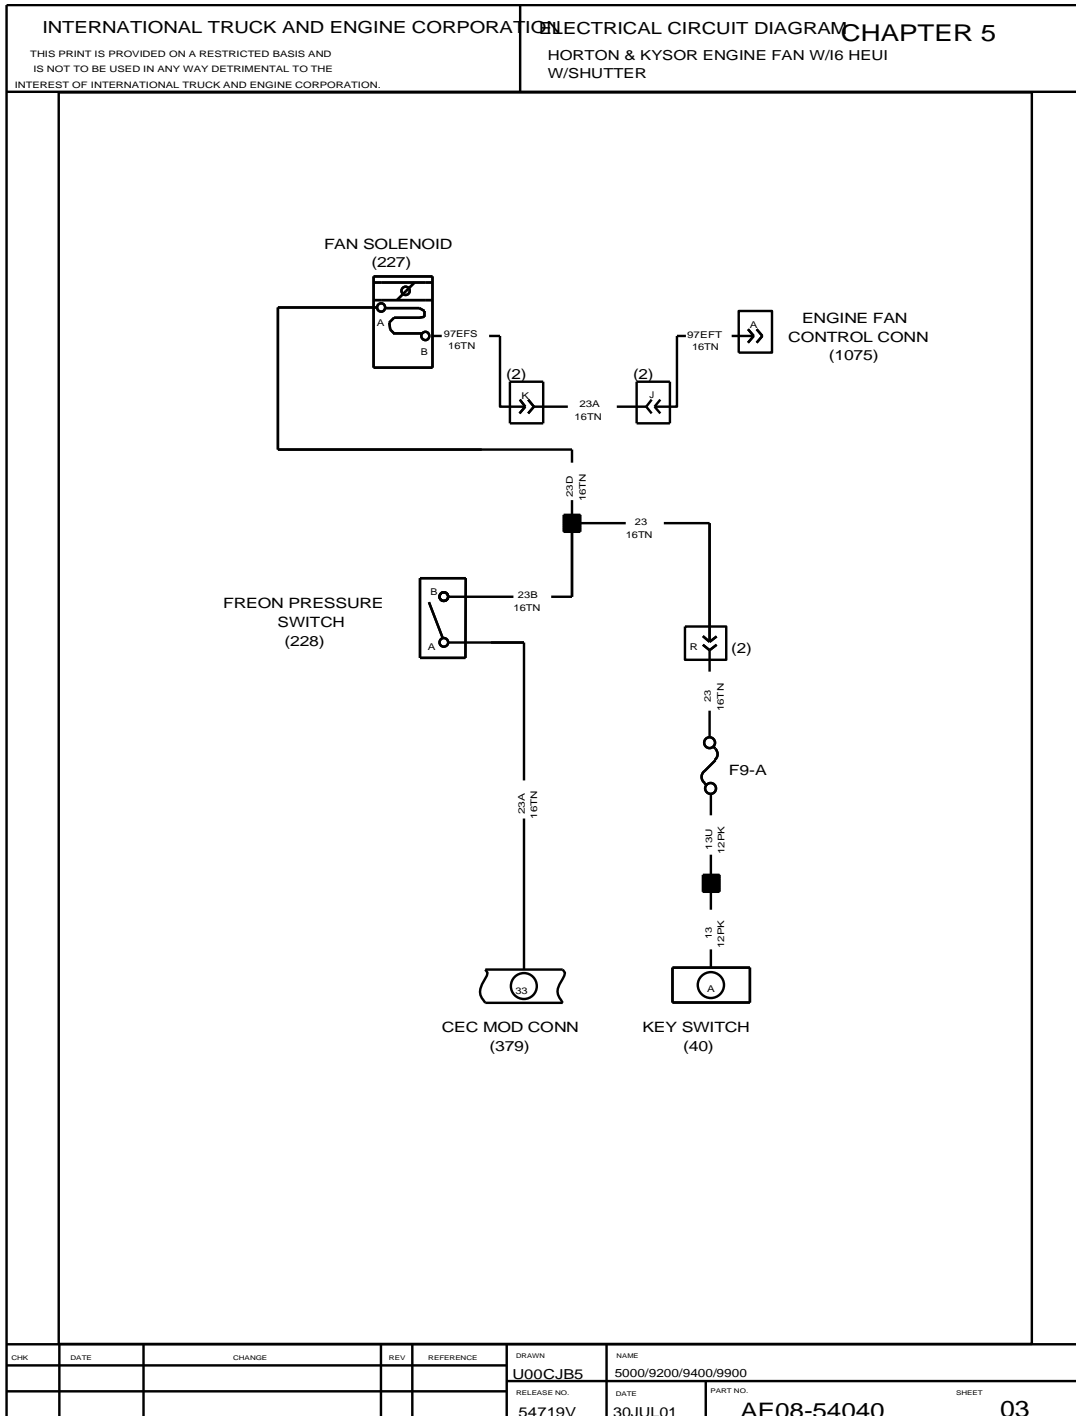 INTERNATIONAL TRUCK AND ENGINE CORPORATION
THIS PRINT IS PROVIDED ON A RESTRICTED BASIS AND
IS NOT TO BE USED IN ANY WAY DETRIMENTAL TO THE
INTEREST OF INTERNATIONAL TRUCK AND ENGINE CORPORATION.
ELECTRICAL CIRCUIT DIAGRAM
CHAPTER 5
HORTON & KYSOR ENGINE FAN W/I6 HEUI
W/SHUTTER
FAN SOLENOID
(227)
A
B
97EFS
16TN
(2)
K
23A
16TN
(2)
J
97EFT
16TN
A
ENGINE FAN
CONTROL CONN
(1075)
23D
16TN
23
16TN
FREON PRESSURE
SWITCH
(228)
B
A
23B
16TN
R
(2)
23
16TN
F9-A
23A
16TN
13U
12PK
13
12PK
33
CEC MOD CONN
(379)
A
KEY SWITCH
(40)
CHK
DATE
CHANGE
REV
REFERENCE
DRAWN
U00CJB5
NAME
5000/9200/9400/9900
RELEASE NO.
54719V
DATE
30JUL01
PART NO.
AE08-54040
SHEET
03